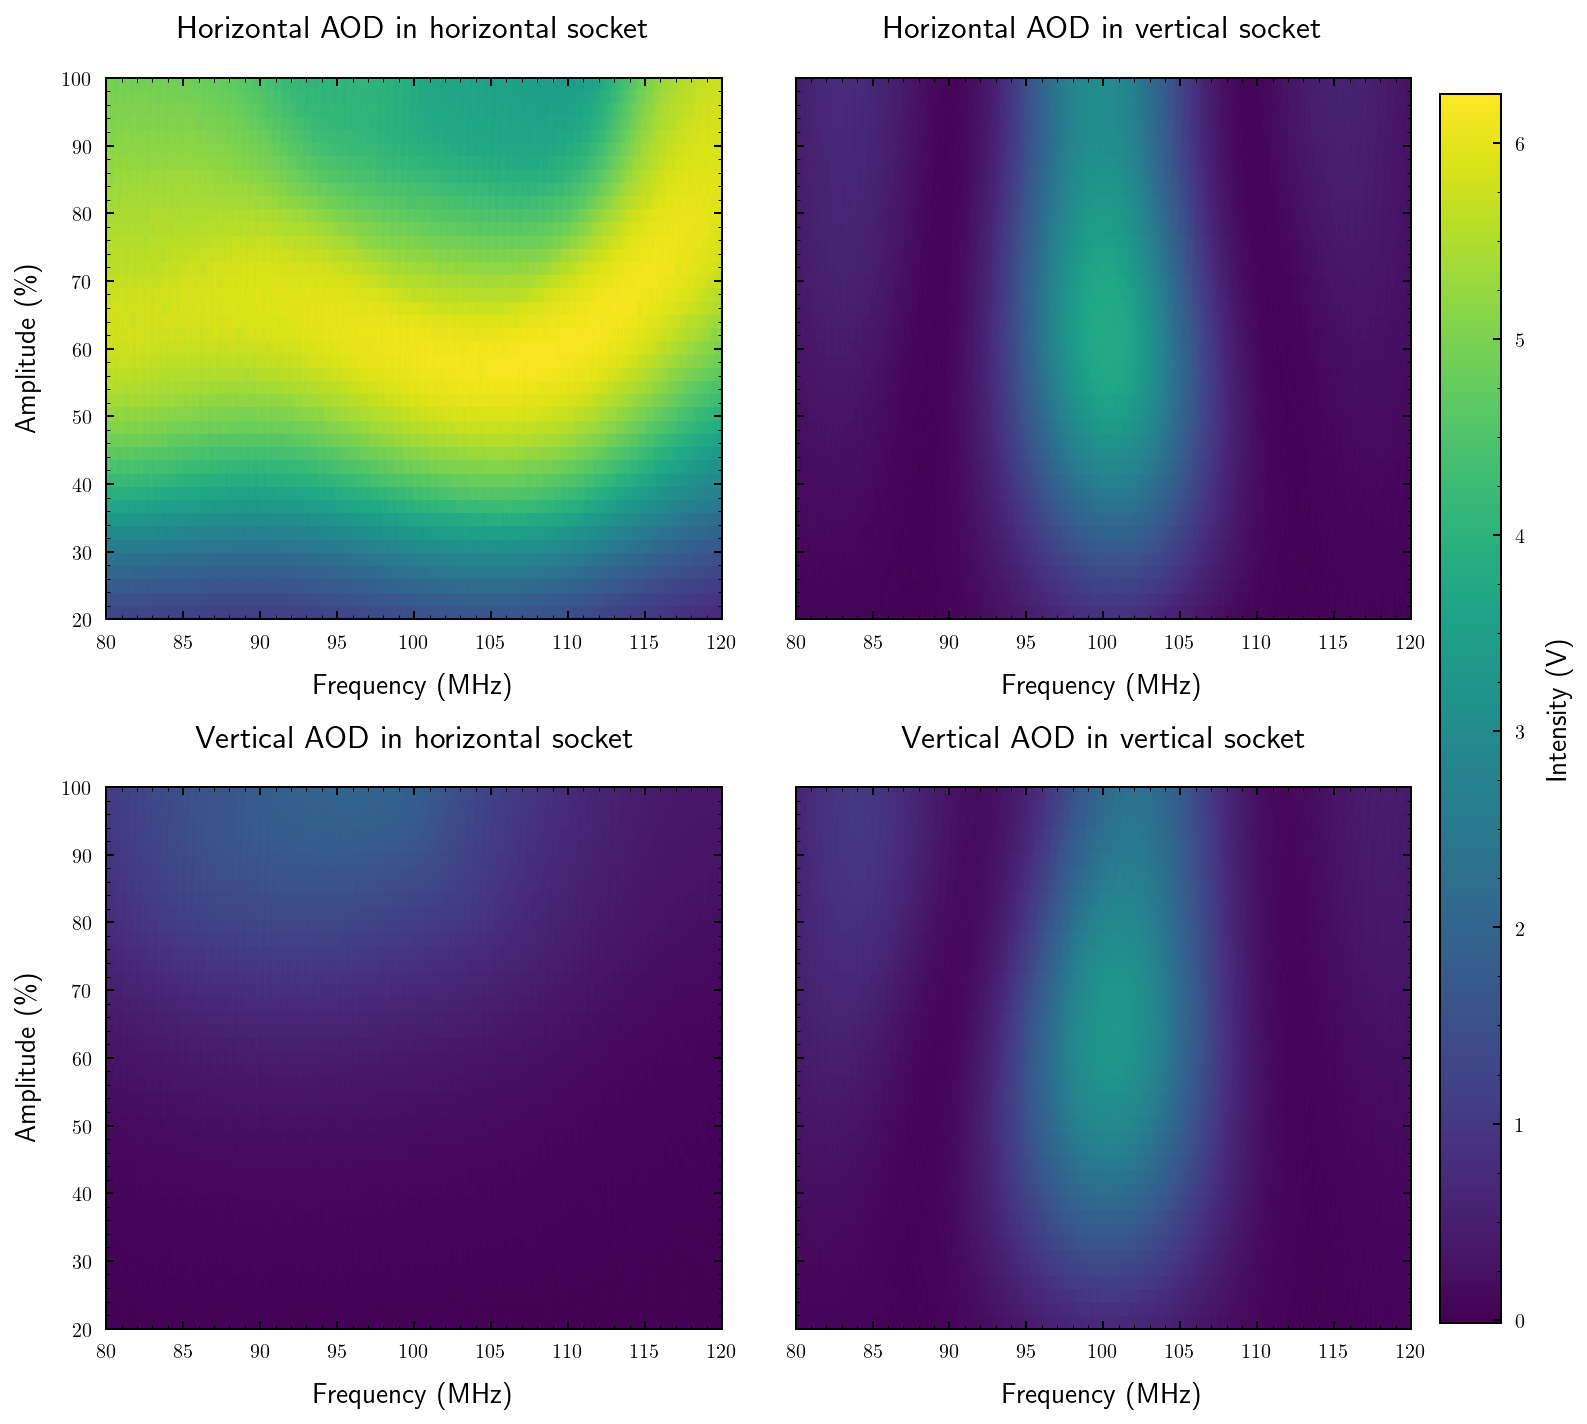 Horizontal AOD in horizontal socket
Horizontal AOD in vertical socket
Amplitude (%)
100
90
80
70
60
50
40
30
20
80 85 90 95 100 105 110 115 120
Frequency (MHz)
80 85 90 95 100 105 110 115 120
Frequency (MHz)
Vertical AOD in horizontal socket
Vertical AOD in vertical socket
Amplitude (%)
100
90
80
70
60
50
40
30
20
80 85 90 95 100 105 110 115 120
Frequency (MHz)
80 85 90 95 100 105 110 115 120
Frequency (MHz)
6
5
4
3
2
1
0
Intensity (V)